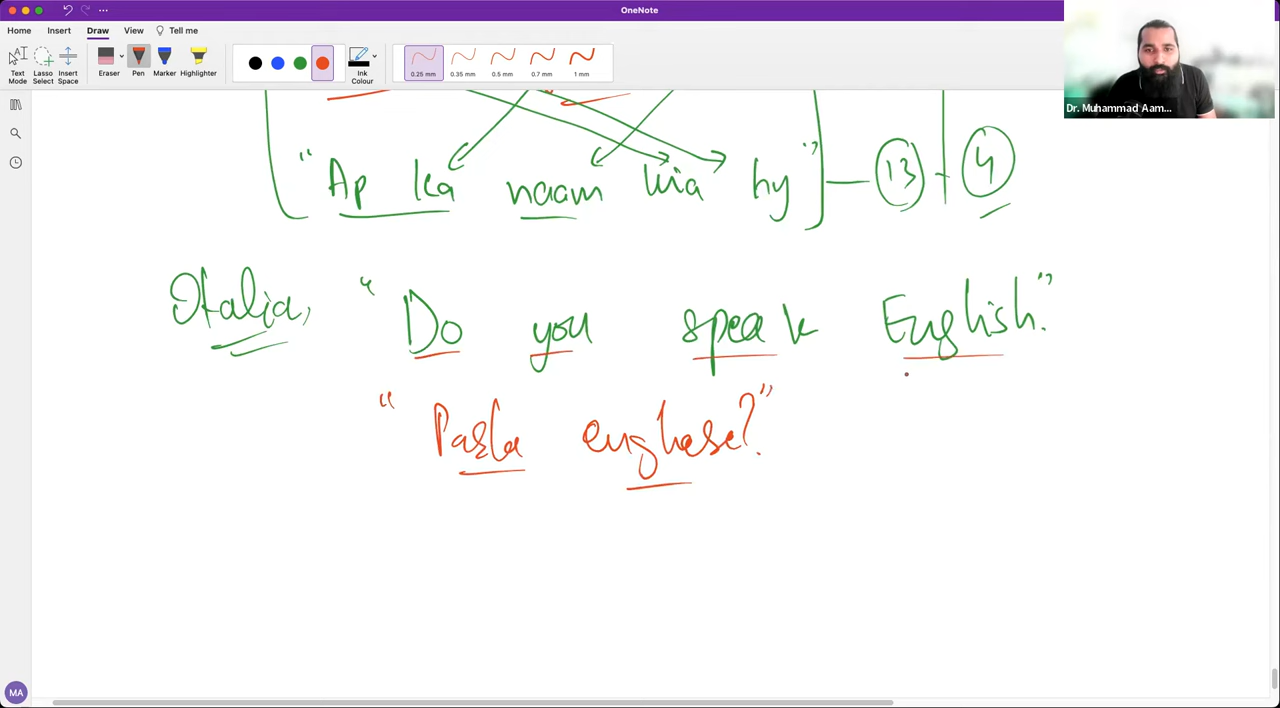 OneNote
Home Insert Draw View Tell me
Text Mode Lasso Select Insert Space Eraser Pen Marker Highlighter Ink Colour 0.25 mm 0.35 mm 0.5 mm 0.7 mm 1 mm
Dr. Muhammad Aam...
"Ap ka naam kia hy" 13 4
Italia, "Do you speak English."
"Parla enghese?"
MA